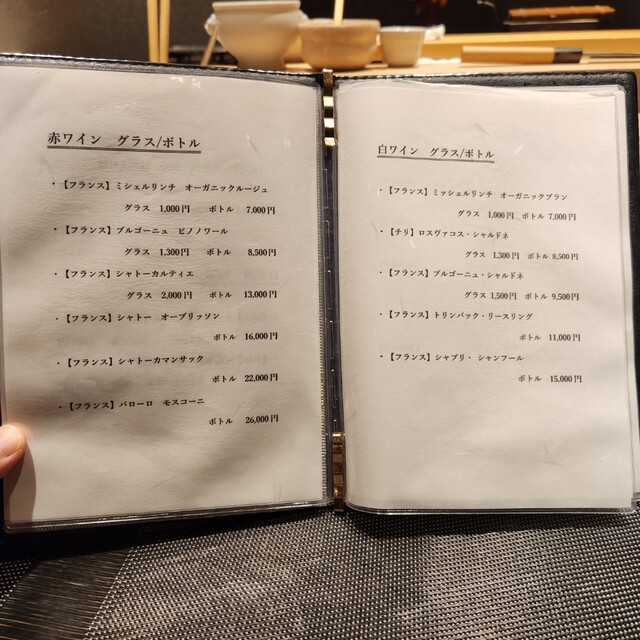 赤ワイン　グラス/ボトル
・【フランス】ミシェルリンチ　オーガニックルージュ
グラス　1,000円　ボトル　7,000円
・【フランス】ブルゴーニュ　ピノノワール
グラス　1,300円　ボトル　8,500円
・【フランス】シャトーカルティエ
グラス　2,000円　ボトル　13,000円
・【フランス】シャトー　オーブリッソン
ボトル　16,000円
・【フランス】シャトーカマンサック
ボトル　22,000円
・【フランス】バローロ　モスコーニ
ボトル　26,000円
白ワイン　グラス/ボトル
・【フランス】ミッシェルリンチ　オーガニックブラン
グラス　1,000円　ボトル 7,000円
・【チリ】ロスヴァコス・シャルドネ
グラス　1,300円　ボトル 8,500円
・【フランス】ブルゴーニュ・シャルドネ
グラス 1,500円　ボトル 9,500円
・【フランス】トリンバック・リースリング
ボトル　11,000円
・【フランス】シャブリ・ シャンフール
ボトル　15,000円